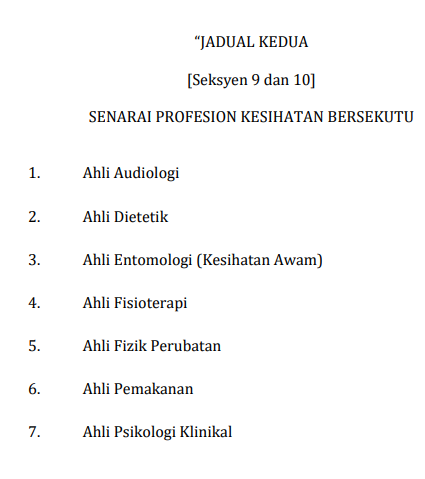 “JADUAL KEDUA
[Seksyen 9 dan 10]
SENARAI PROFESION KESIHATAN BERSEKUTU
1. Ahli Audiologi
2. Ahli Dietetik
3. Ahli Entomologi (Kesihatan Awam)
4. Ahli Fisioterapi
5. Ahli Fizik Perubatan
6. Ahli Pemakanan
7. Ahli Psikologi Klinikal